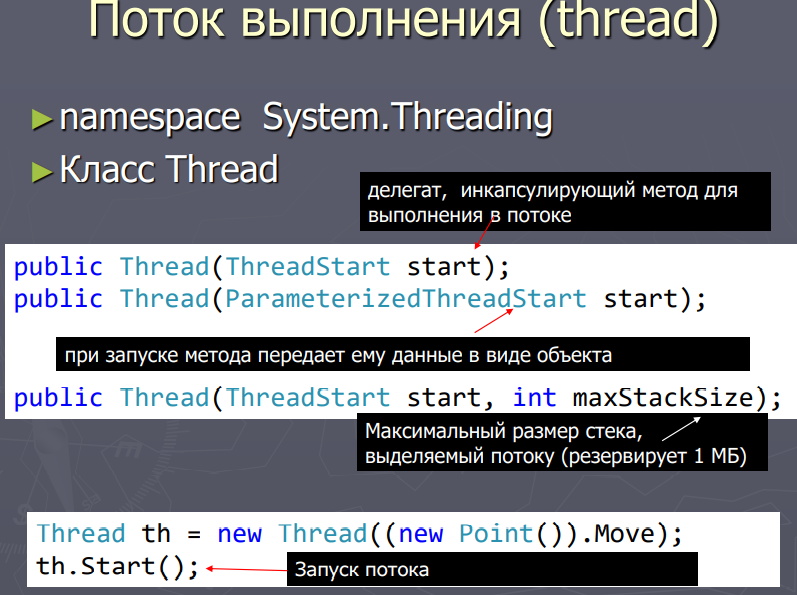 Поток выполнения (thread)
namespace System.Threading
Класс Thread
делегат, инкапсулирующий метод для
выполнения в потоке
public Thread(ThreadStart start);
public Thread(ParameterizedThreadStart start);
при запуске метода передает ему данные в виде объекта
public Thread(ThreadStart start, int maxStackSize);
Максимальный размер стека,
выделяемый потоку (резервирует 1 МБ)
Thread th = new Thread((new Point()).Move);
th.Start();
Запуск потока